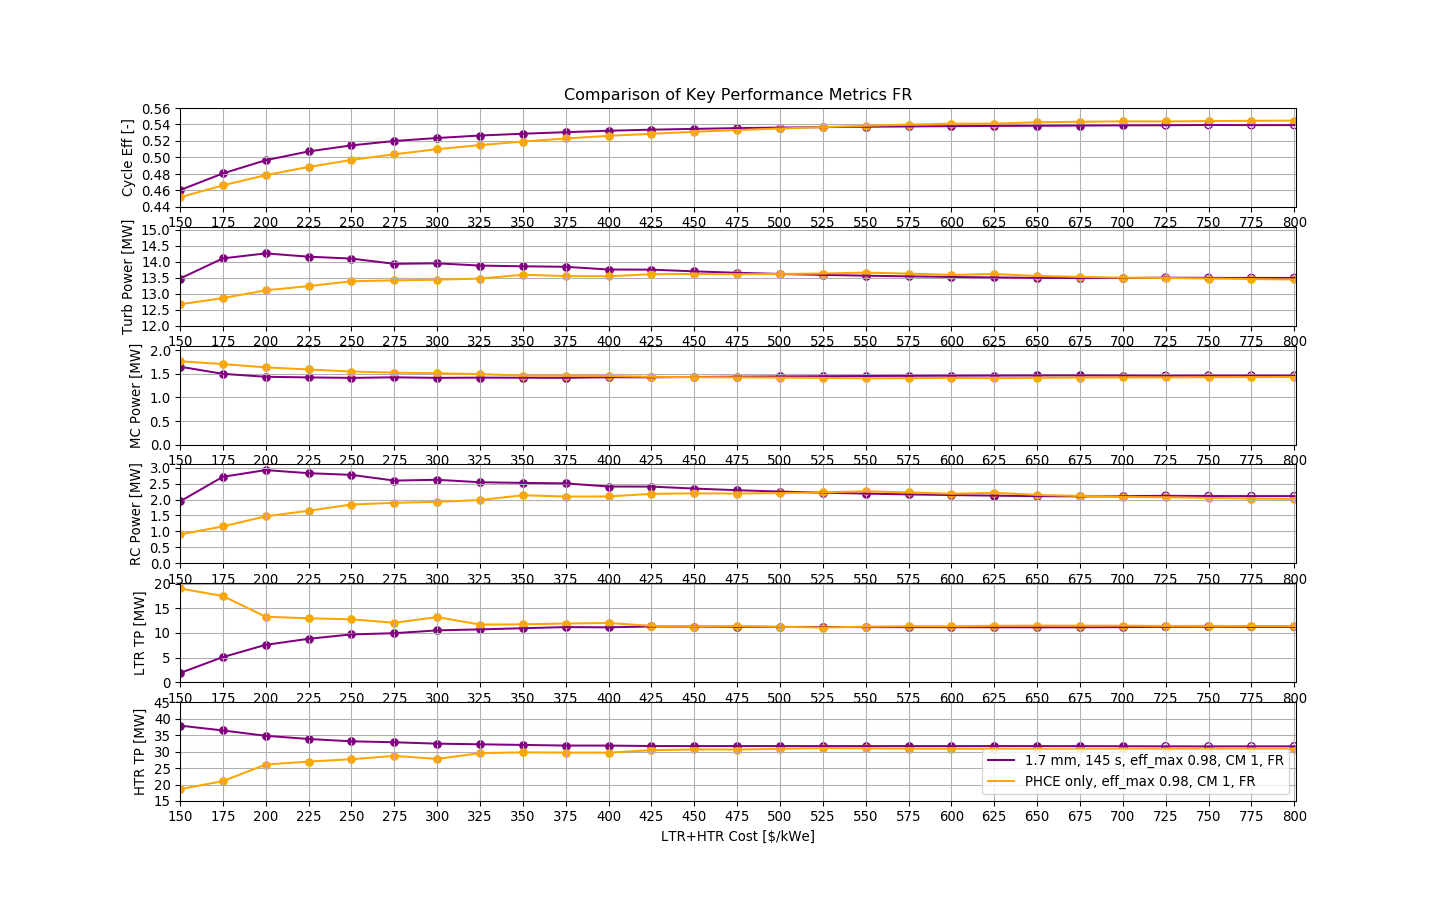 Comparison of Key Performance Metrics FR
Cycle Eff [-]
0.56
0.54
0.52
0.50
0.48
0.46
0.44
150 175 200 225 250 275 300 325 350 375 400 425 450 475 500 525 550 575 600 625 650 675 700 725 750 775 800
Turb Power [MW]
15.0
14.5
14.0
13.5
13.0
12.5
12.0
150 175 200 225 250 275 300 325 350 375 400 425 450 475 500 525 550 575 600 625 650 675 700 725 750 775 800
MC Power [MW]
2.0
1.5
1.0
0.5
0.0
150 175 200 225 250 275 300 325 350 375 400 425 450 475 500 525 550 575 600 625 650 675 700 725 750 775 800
RC Power [MW]
3.0
2.5
2.0
1.5
1.0
0.5
0.0
150 175 200 225 250 275 300 325 350 375 400 425 450 475 500 525 550 575 600 625 650 675 700 725 750 775 800
LTR TP [MW]
20
15
10
5
0
150 175 200 225 250 275 300 325 350 375 400 425 450 475 500 525 550 575 600 625 650 675 700 725 750 775 800
HTR TP [MW]
45
40
35
30
25
20
15
1.7 mm, 145 s, eff_max 0.98, CM 1, FR
PHCE only, eff_max 0.98, CM 1, FR
150 175 200 225 250 275 300 325 350 375 400 425 450 475 500 525 550 575 600 625 650 675 700 725 750 775 800
LTR+HTR Cost [$/kWe]